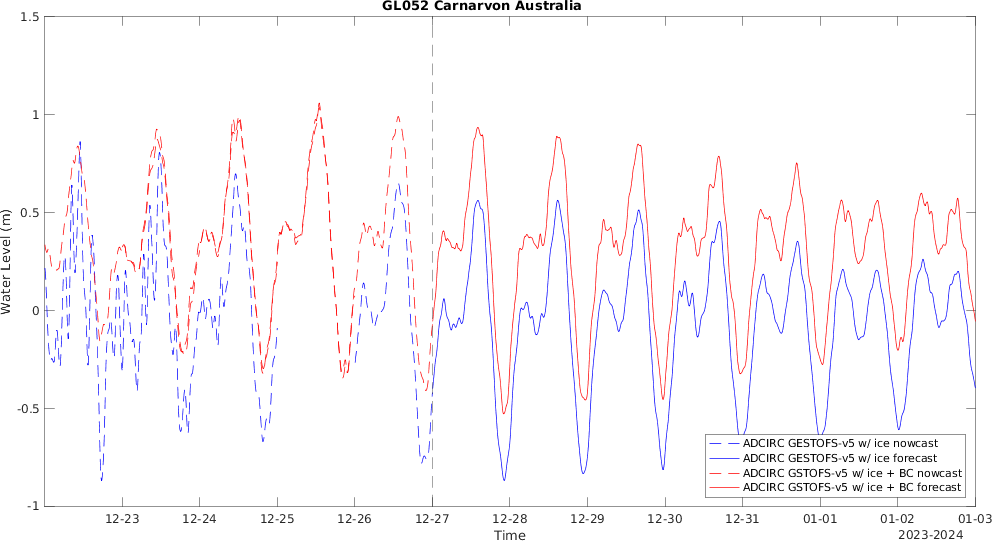 GL052 Carnarvon Australia
1.5
1
0.5
0
-0.5
-1
Water Level (m)
ADCIRC GESTOFS-v5 w/ ice nowcast
ADCIRC GESTOFS-v5 w/ ice forecast
ADCIRC GSTOFS-v5 w/ ice + BC nowcast
ADCIRC GSTOFS-v5 w/ ice + BC forecast
12-23 12-24 12-25 12-26 12-27 12-28 12-29 12-30 12-31 01-01 01-02 01-03
Time
2023-2024